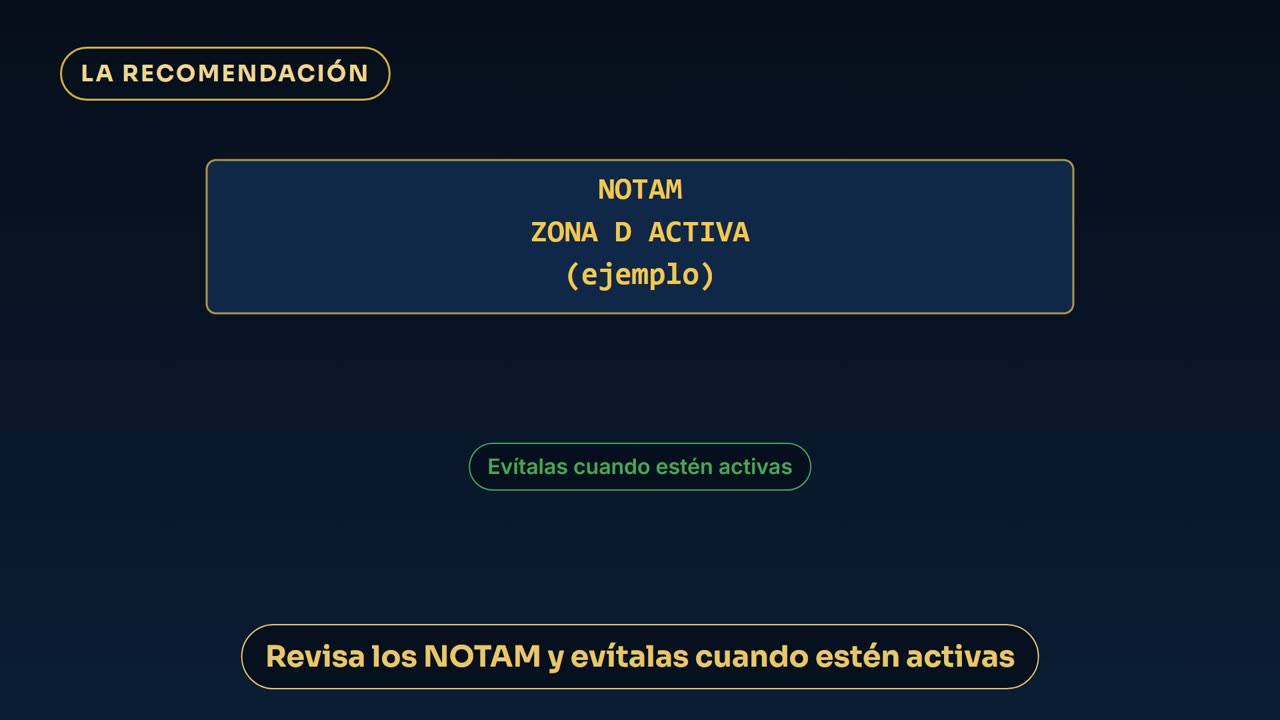 LA RECOMENDACIÓN
NOTAM
ZONA D ACTIVA
(ejemplo)
Evítalas cuando estén activas
Revisa los NOTAM y evítalas cuando estén activas